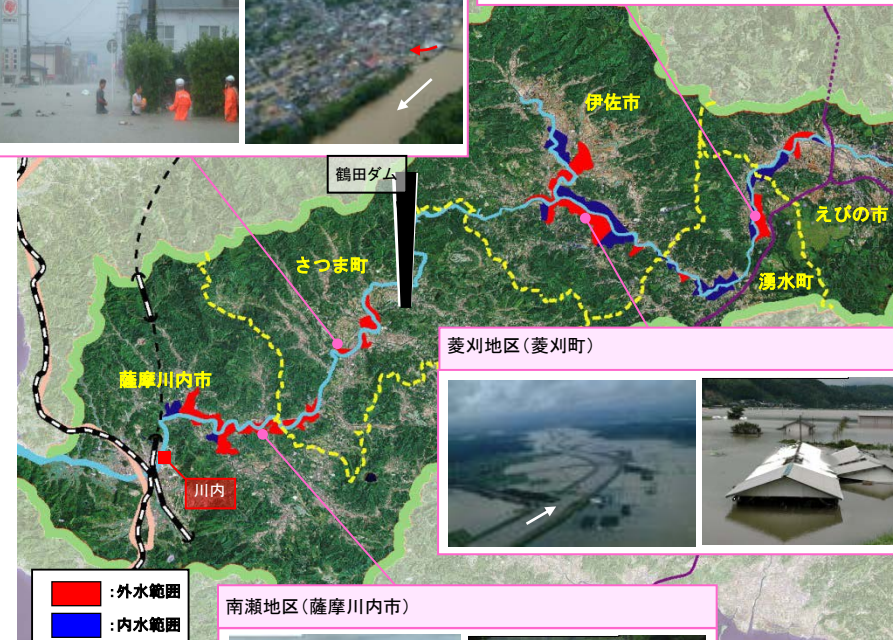 鶴田ダム
伊佐市
えびの市
湧水町
さつま町
菱刈地区(菱刈町)
薩摩川内市
川内
:外水範囲
:内水範囲
南瀬地区(薩摩川内市)